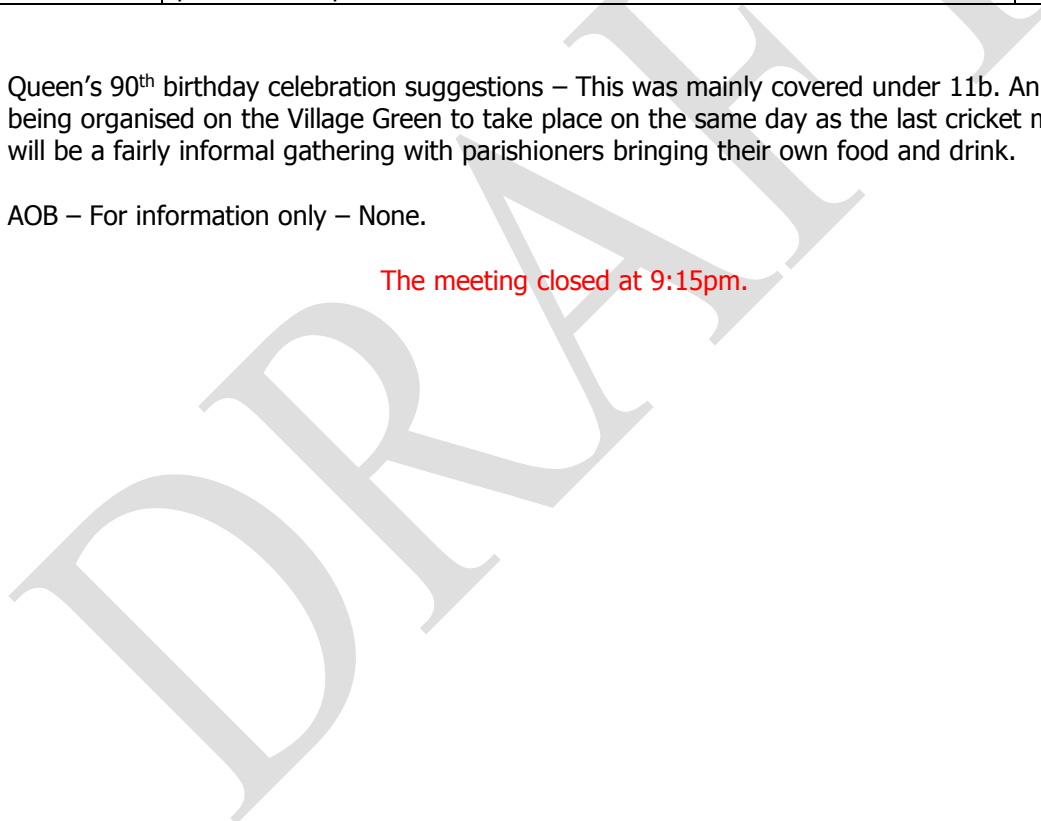 Queen’s 90th birthday celebration suggestions – This was mainly covered under 11b. An
being organised on the Village Green to take place on the same day as the last cricket
will be a fairly informal gathering with parishioners bringing their own food and drink.
AOB – For information only – None.
The meeting closed at 9:15pm.
DRAFT